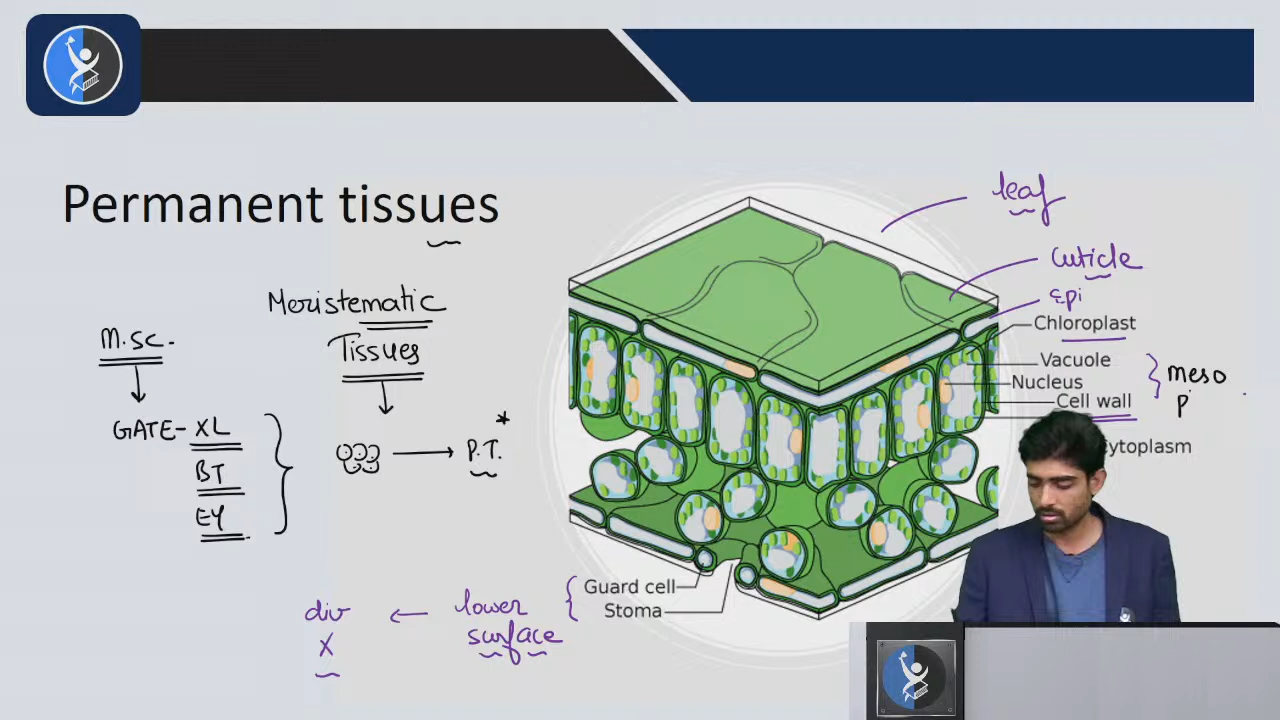 Permanent tissues
M.Sc.
GATE- XL
BT
EY
Meristematic
Tissues
P.T. *
leaf
Cuticle
Epi
Chloroplast
Vacuole
Nucleus
Cell wall
meso
P
Cytoplasm
Guard cell
Stoma
lower
surface
div
X